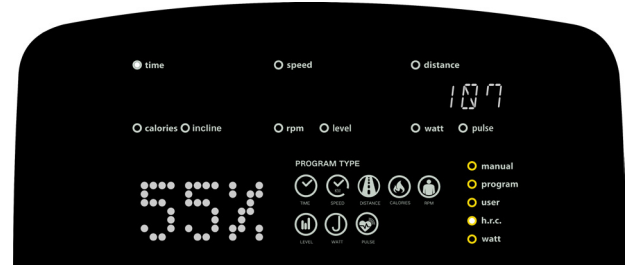 time speed distance
107
calories incline rpm level watt pulse
PROGRAM TYPE
manual
program
TIME SPEED DISTANCE CALORIES RPM
user
55%
h.r.c.
LEVEL WATT PULSE
watt